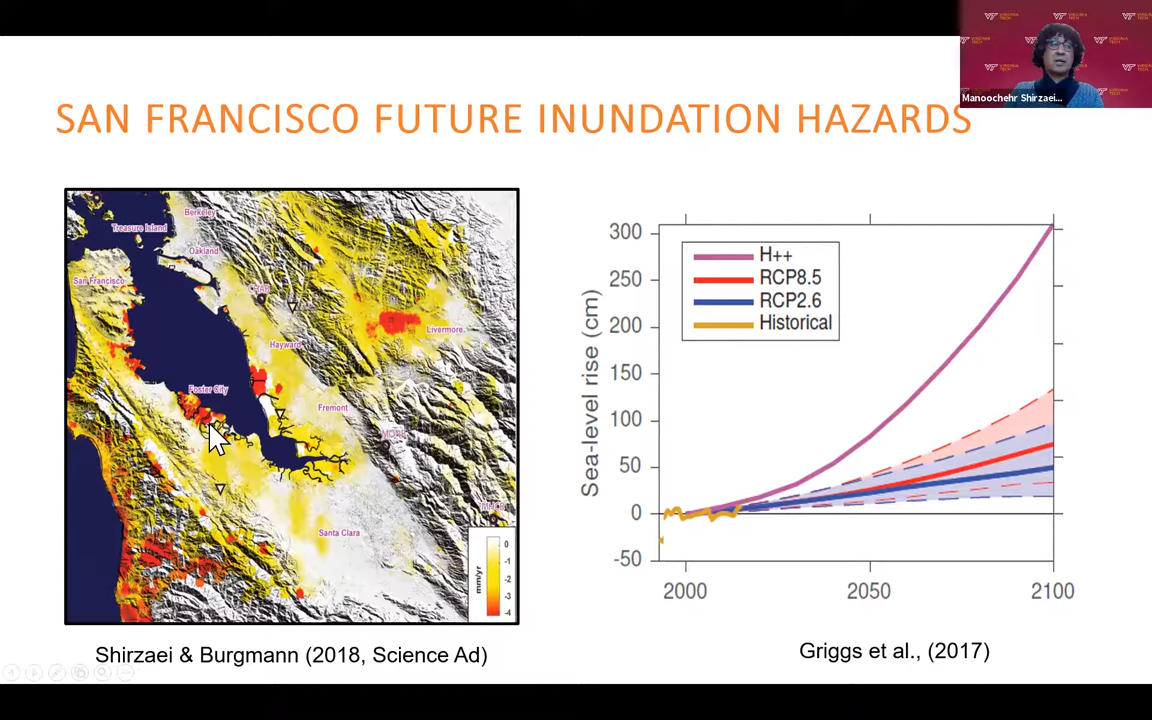 VIRGINIA TECH
Manoochehr Shirzaei...
SAN FRANCISCO FUTURE INUNDATION HAZARDS
Berkeley
Treasure Island
Oakland
San Francisco
Livermore
Hayward
Foster City
Fremont
Santa Clara
mm/yr
0
-1
-2
-3
-4
Shirzaei & Burgmann (2018, Science Ad)
Sea-level rise (cm)
300
250
200
150
100
50
0
-50
H++
RCP8.5
RCP2.6
Historical
2000
2050
2100
Griggs et al., (2017)